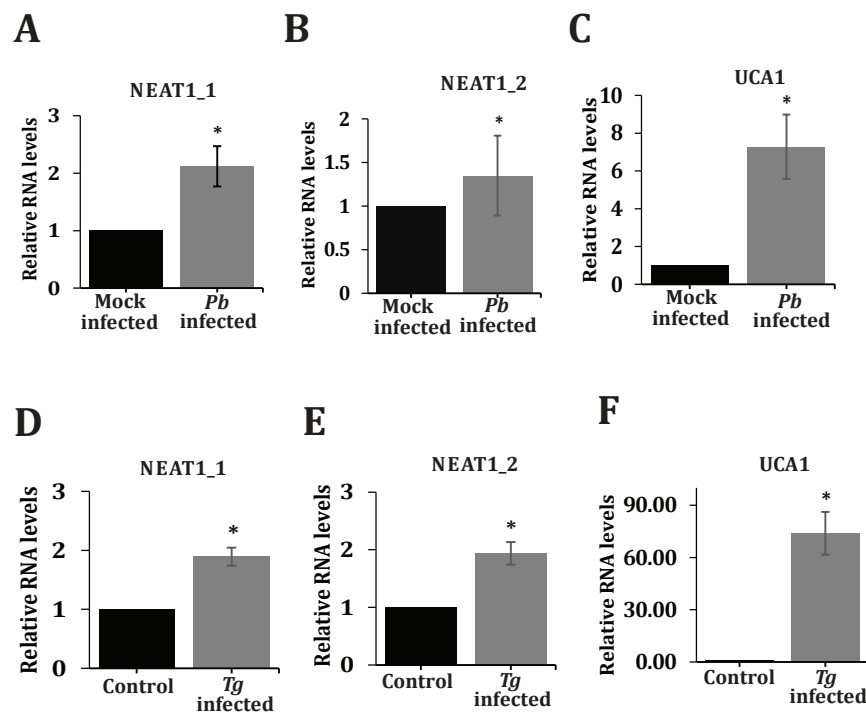 A
NEAT1_1
Relative RNA levels
3
2
1
0
*
Mock
infected
Pb
infected
B
NEAT1_2
Relative RNA levels
2
1.5
1
0.5
0
*
Mock
infected
Pb
infected
C
UCA1
Relative RNA levels
10
8
6
4
2
0
*
Mock
infected
Pb
infected
D
NEAT1_1
Relative RNA levels
3
2
1
0
*
Control
Tg
infected
E
NEAT1_2
Relative RNA levels
3
2
1
0
*
Control
Tg
infected
F
UCA1
Relative RNA levels
90.00
60.00
30.00
0.00
*
Control
Tg
infected